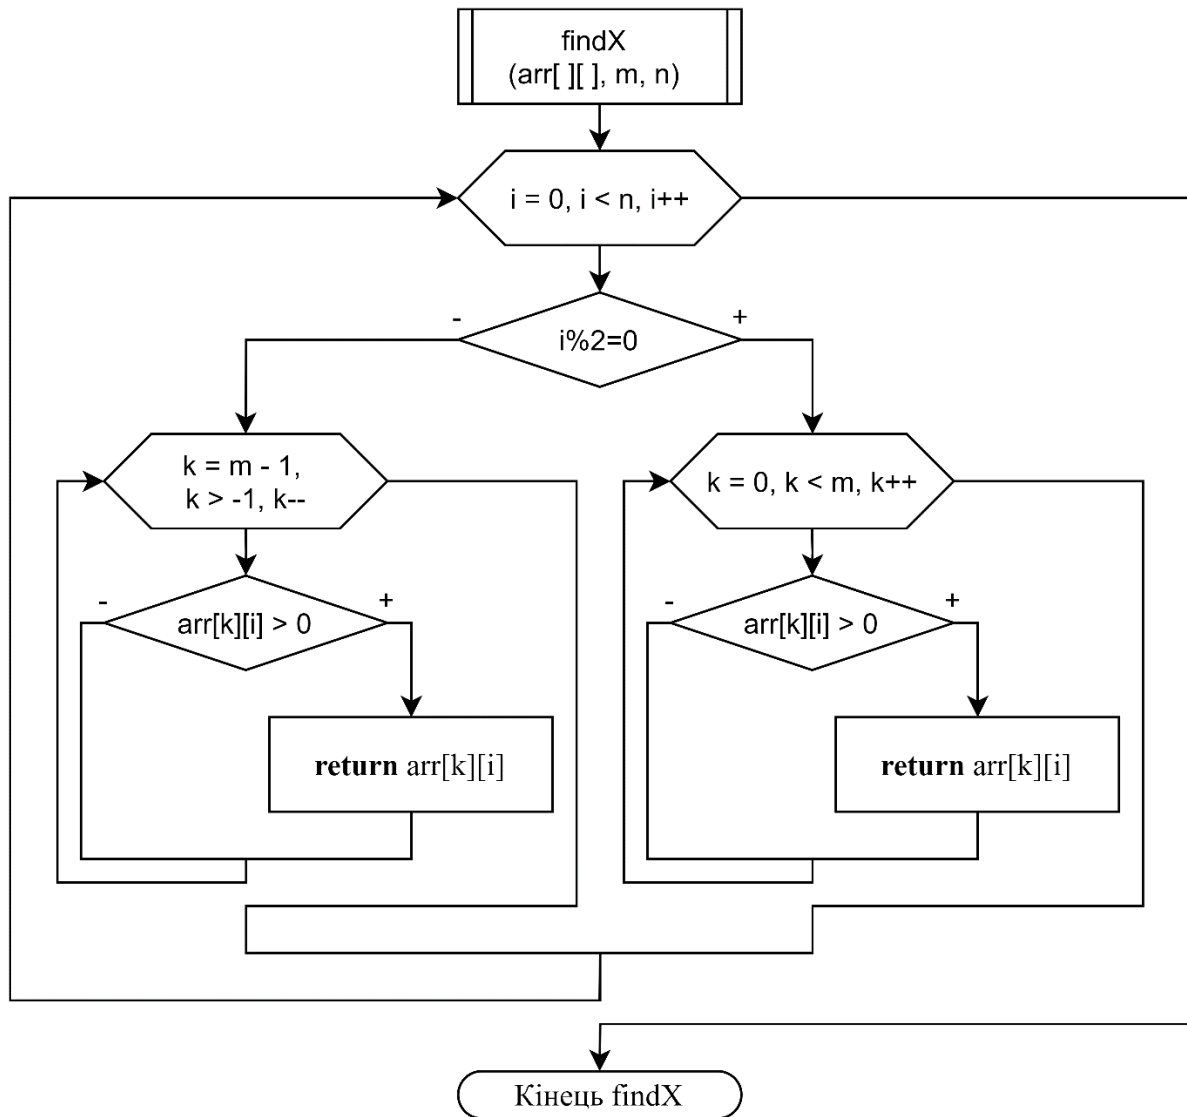 findX
(arr[ ][ ], m, n)
i = 0, i < n, i++
-
+
i%2=0
k = m - 1,
k > -1, k--
k = 0, k < m, k++
-
+
arr[k][i] > 0
-
+
arr[k][i] > 0
return arr[k][i]
return arr[k][i]
Кінець findX